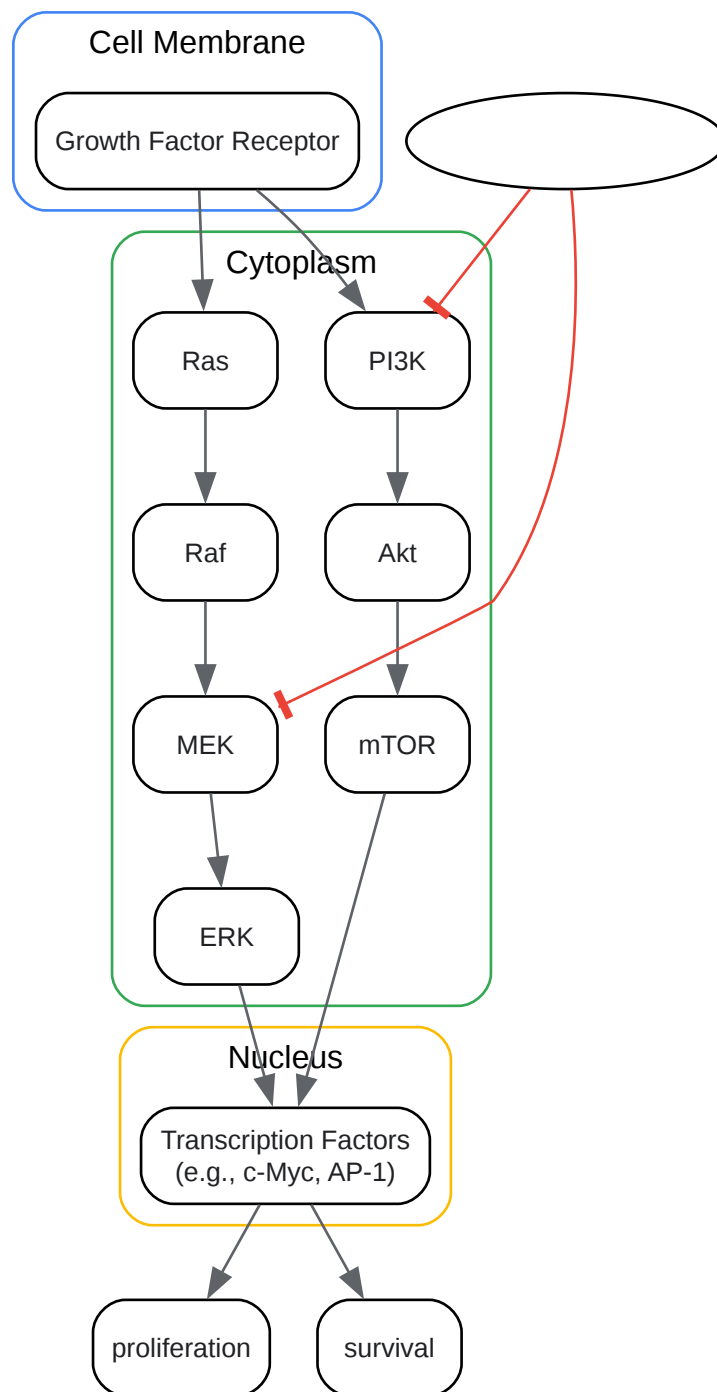 Cell Membrane
Growth Factor Receptor
Cytoplasm
Ras
PI3K
Raf
Akt
MEK
mTOR
ERK
Nucleus
Transcription Factors
(e.g., c-Myc, AP-1)
proliferation
survival